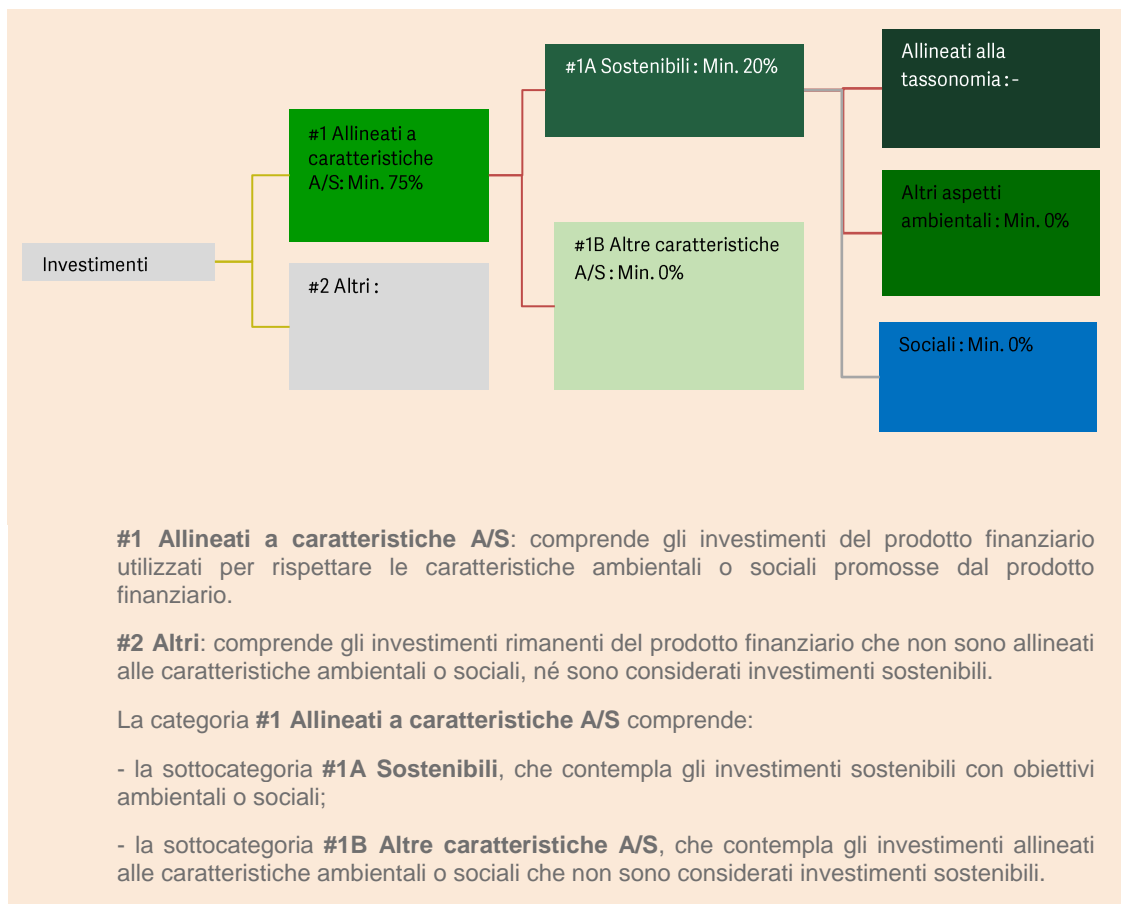 Investimenti
#1 Allineati a
caratteristiche
A/S: Min. 75%
#2 Altri :
#1A Sostenibili : Min. 20%
#1B Altre caratteristiche
A/S : Min. 0%
Allineati alla
tassonomia : -
Altri aspetti
ambientali : Min. 0%
Sociali : Min. 0%
#1 Allineati a caratteristiche A/S: comprende gli investimenti del prodotto finanziario
utilizzati per rispettare le caratteristiche ambientali o sociali promosse dal prodotto
finanziario.
#2 Altri: comprende gli investimenti rimanenti del prodotto finanziario che non sono allineati
alle caratteristiche ambientali o sociali, né sono considerati investimenti sostenibili.
La categoria #1 Allineati a caratteristiche A/S comprende:
- la sottocategoria #1A Sostenibili, che contempla gli investimenti sostenibili con obiettivi
ambientali o sociali;
- la sottocategoria #1B Altre caratteristiche A/S, che contempla gli investimenti allineati
alle caratteristiche ambientali o sociali che non sono considerati investimenti sostenibili.